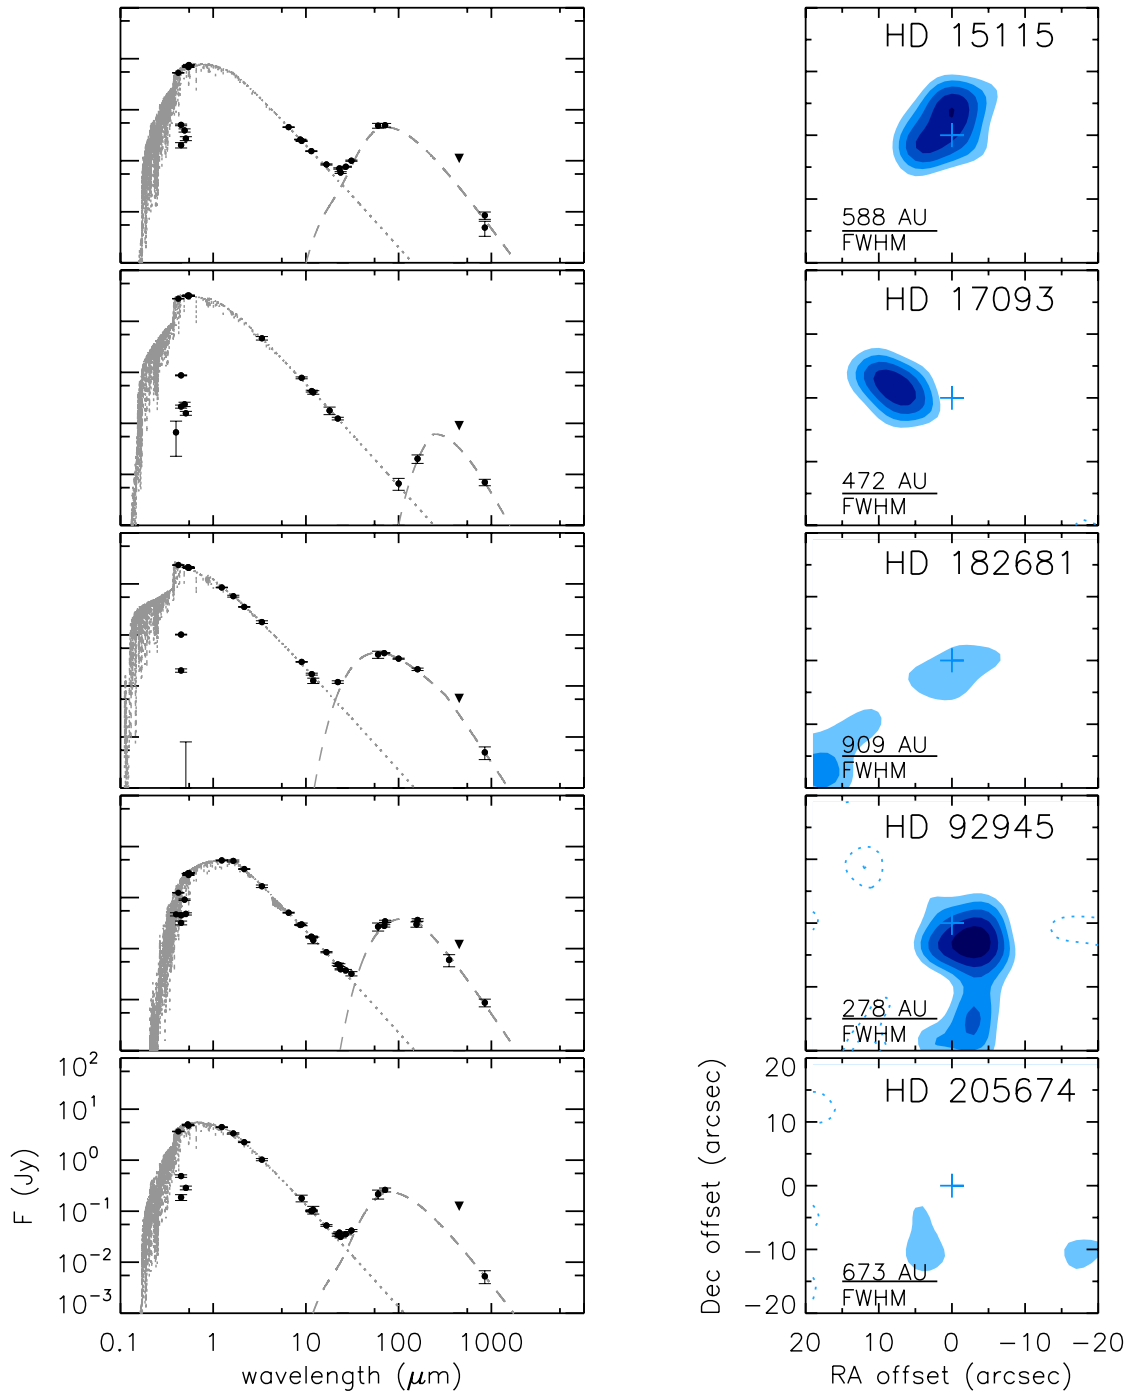 HD 15115
588 AU
FWHM
HD 17093
472 AU
FWHM
HD 182681
909 AU
FWHM
HD 92945
278 AU
FWHM
HD 205674
673 AU
FWHM
10²
10¹
10⁰
10⁻¹
10⁻²
10⁻³
F (Jy)
0.1 1 10 100 1000
wavelength (μm)
20
10
0
−10
−20
Dec offset (arcsec)
20 10 0 −10 −20
RA offset (arcsec)